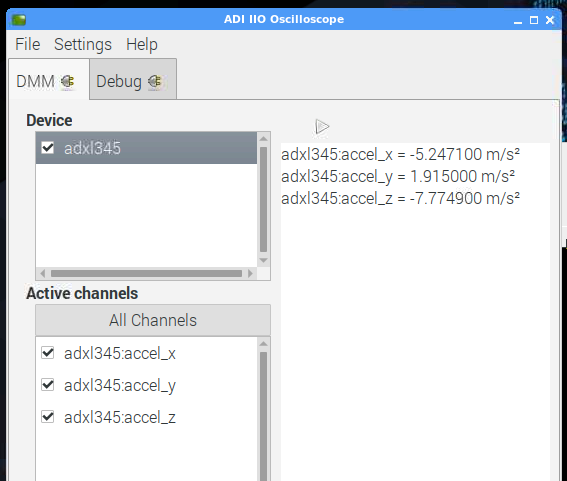 ADI IIO Oscilloscope
File Settings Help
DMM Debug
Device
adxl345
adxl345:accel_x = -5.247100 m/s²
adxl345:accel_y = 1.915000 m/s²
adxl345:accel_z = -7.774900 m/s²
Active channels
All Channels
adxl345:accel_x
adxl345:accel_y
adxl345:accel_z